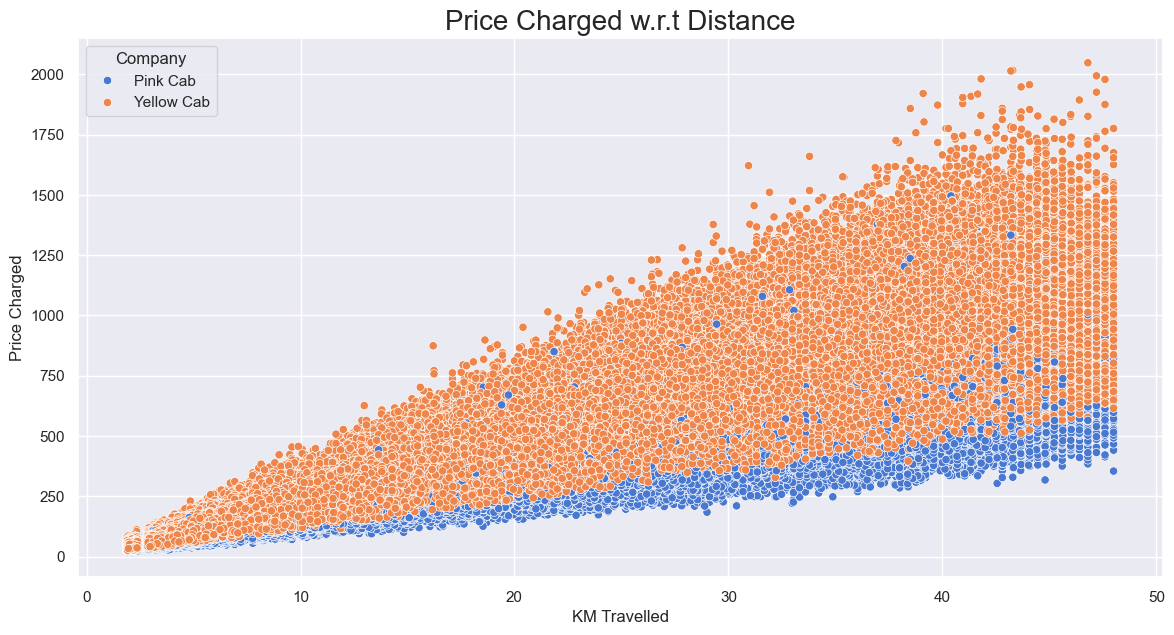 Price Charged w.r.t Distance
Company
Pink Cab
Yellow Cab
Price Charged
2000
1750
1500
1250
1000
750
500
250
0
0 10 20 30 40 50
KM Travelled